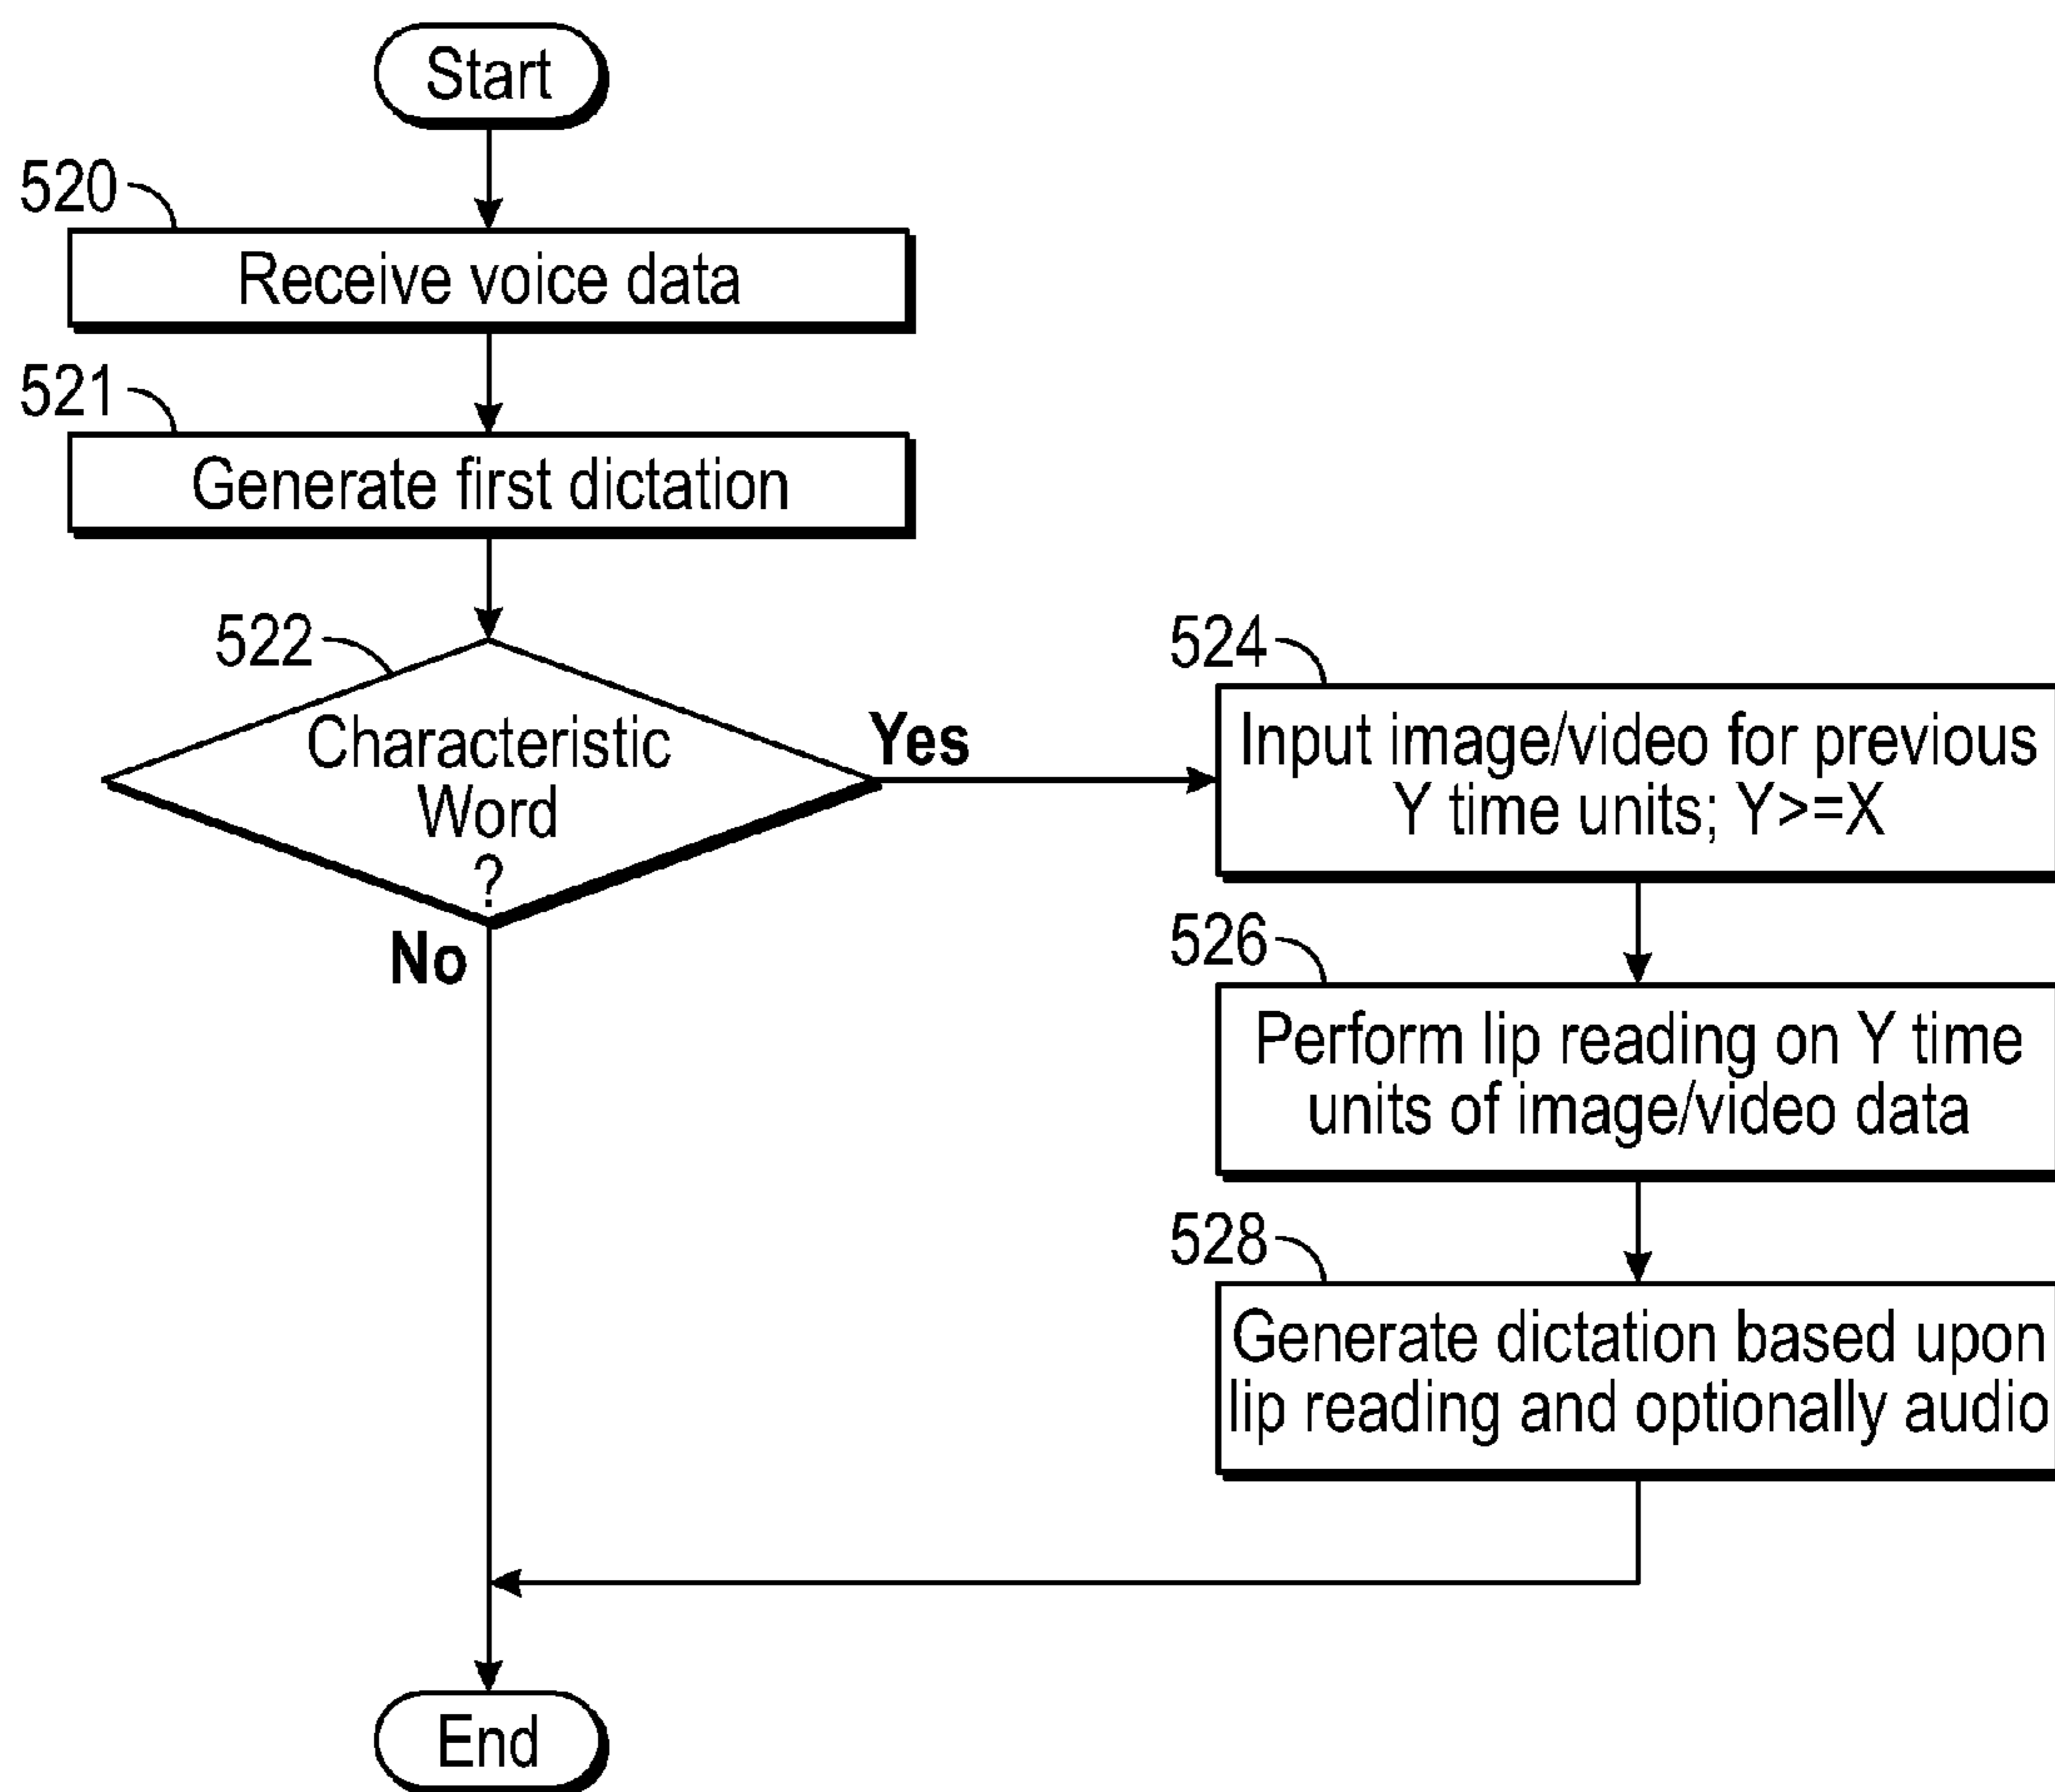 Start
520
Receive voice data
521
Generate first dictation
522
Characteristic
Word
?
Yes
No
524
Input image/video for previous
Y time units; Y>=X
526
Perform lip reading on Y time
units of image/video data
528
Generate dictation based upon
lip reading and optionally audio
End